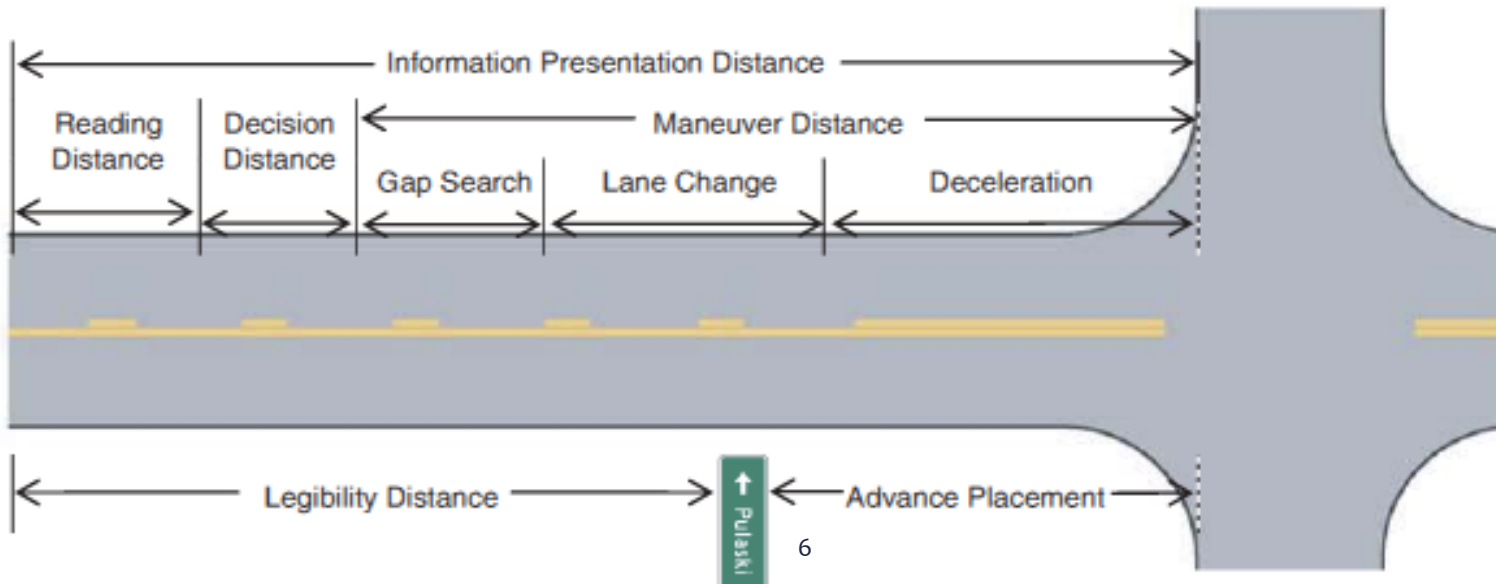 Information Presentation Distance
Reading
Distance
Decision
Distance
Maneuver Distance
Gap Search
Lane Change
Deceleration
Legibility Distance
Pulaski
Advance Placement
6